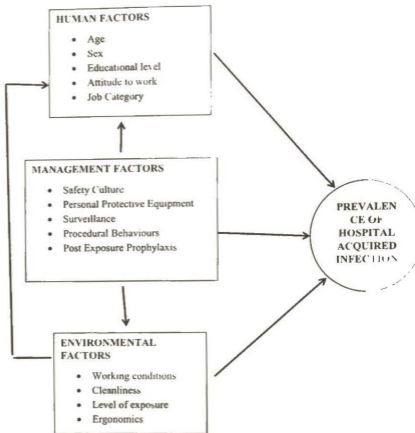 HUMAN FACTORS
• Age
• Sex
• Educational level
• Attitude to work
• Job Category
MANAGEMENT FACTORS
• Safety Culture
• Personal Protective Equipment
• Surveillance
• Procedural Behaviours
• Post Exposure Prophylaxis
PREVALEN
CE OF
HOSPITAL
ACQUIRED
INFECTION
ENVIRONMENTAL
FACTORS
• Working conditions
• Cleanliness
• Level of exposure
• Ergonomics